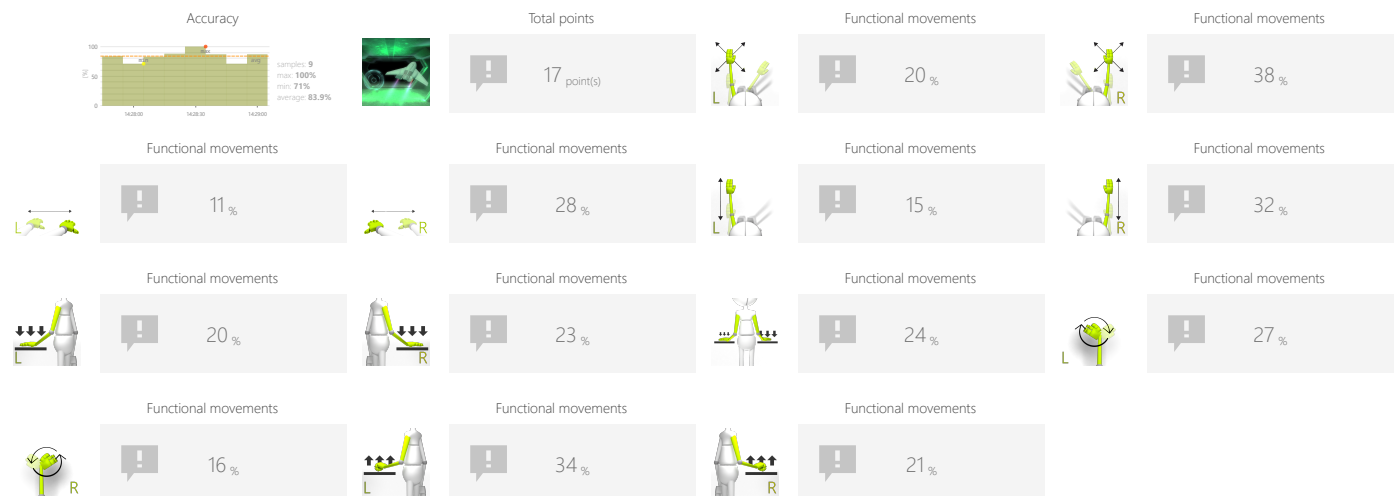 Accuracy
Total points
Functional movements
Functional movements
100
50
0
[%]
min
max
avg
14:28:00
14:28:30
14:29:00
samples: 9
max: 100%
min: 71%
average: 83.9%
17 point(s)
L
20 %
R
38 %
Functional movements
Functional movements
Functional movements
Functional movements
L
11 %
R
28 %
L
15 %
R
32 %
Functional movements
Functional movements
Functional movements
Functional movements
L
20 %
R
23 %
24 %
L
27 %
Functional movements
Functional movements
Functional movements
R
16 %
L
34 %
R
21 %